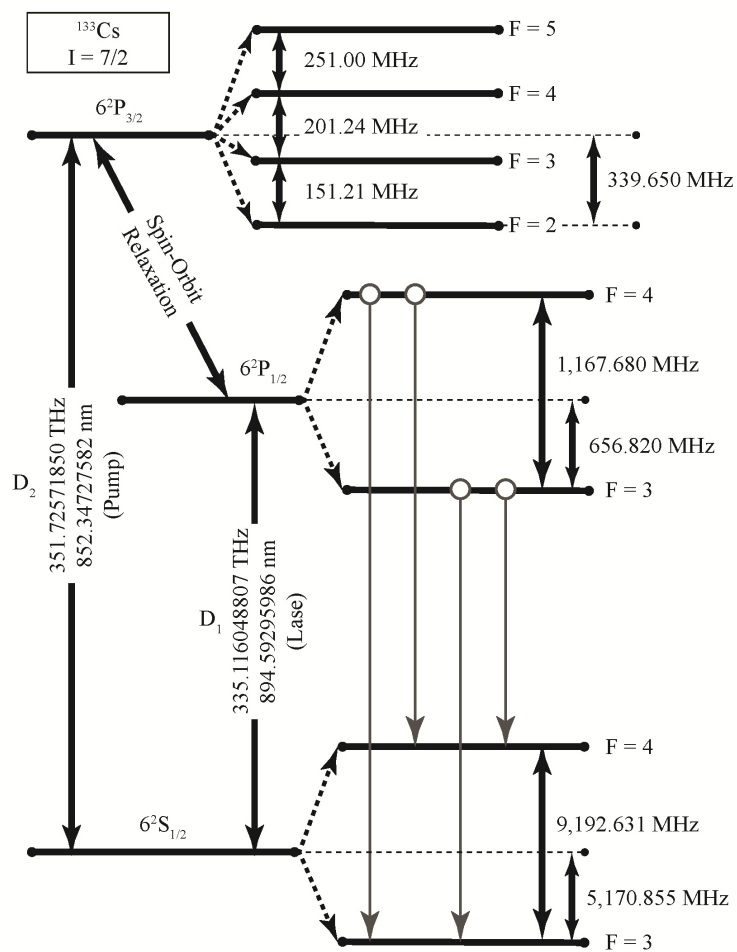 ¹³³Cs
I = 7/2
F = 5
251.00 MHz
6²P₃/₂
F = 4
201.24 MHz
F = 3
339.650 MHz
151.21 MHz
F = 2
Spin-Orbit
Relaxation
F = 4
6²P₁/₂
1,167.680 MHz
656.820 MHz
F = 3
D₂
351.72571850 THz
852.34727582 nm
(Pump)
D₁
335.116048807 THz
894.59295986 nm
(Lase)
F = 4
6²S₁/₂
9,192.631 MHz
5,170.855 MHz
F = 3